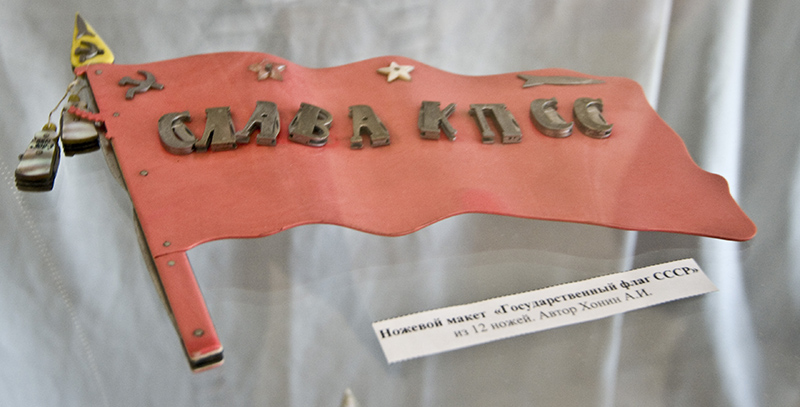 СЛАВА КПСС
Ножевой макет «Государственный флаг СССР»
из 12 ножей. Автор Хонин А.И.